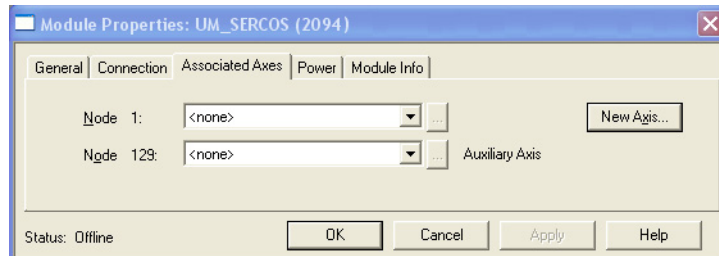 Module Properties: UM_SERCOS (2094)
General Connection Associated Axes Power Module Info
Node 1: <none> ... New Axis...
Node 129: <none> ... Auxiliary Axis
Status: Offline OK Cancel Apply Help